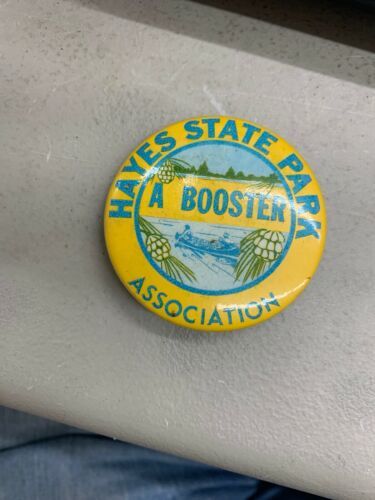 HAYES STATE PARK
A BOOSTER
ASSOCIATION